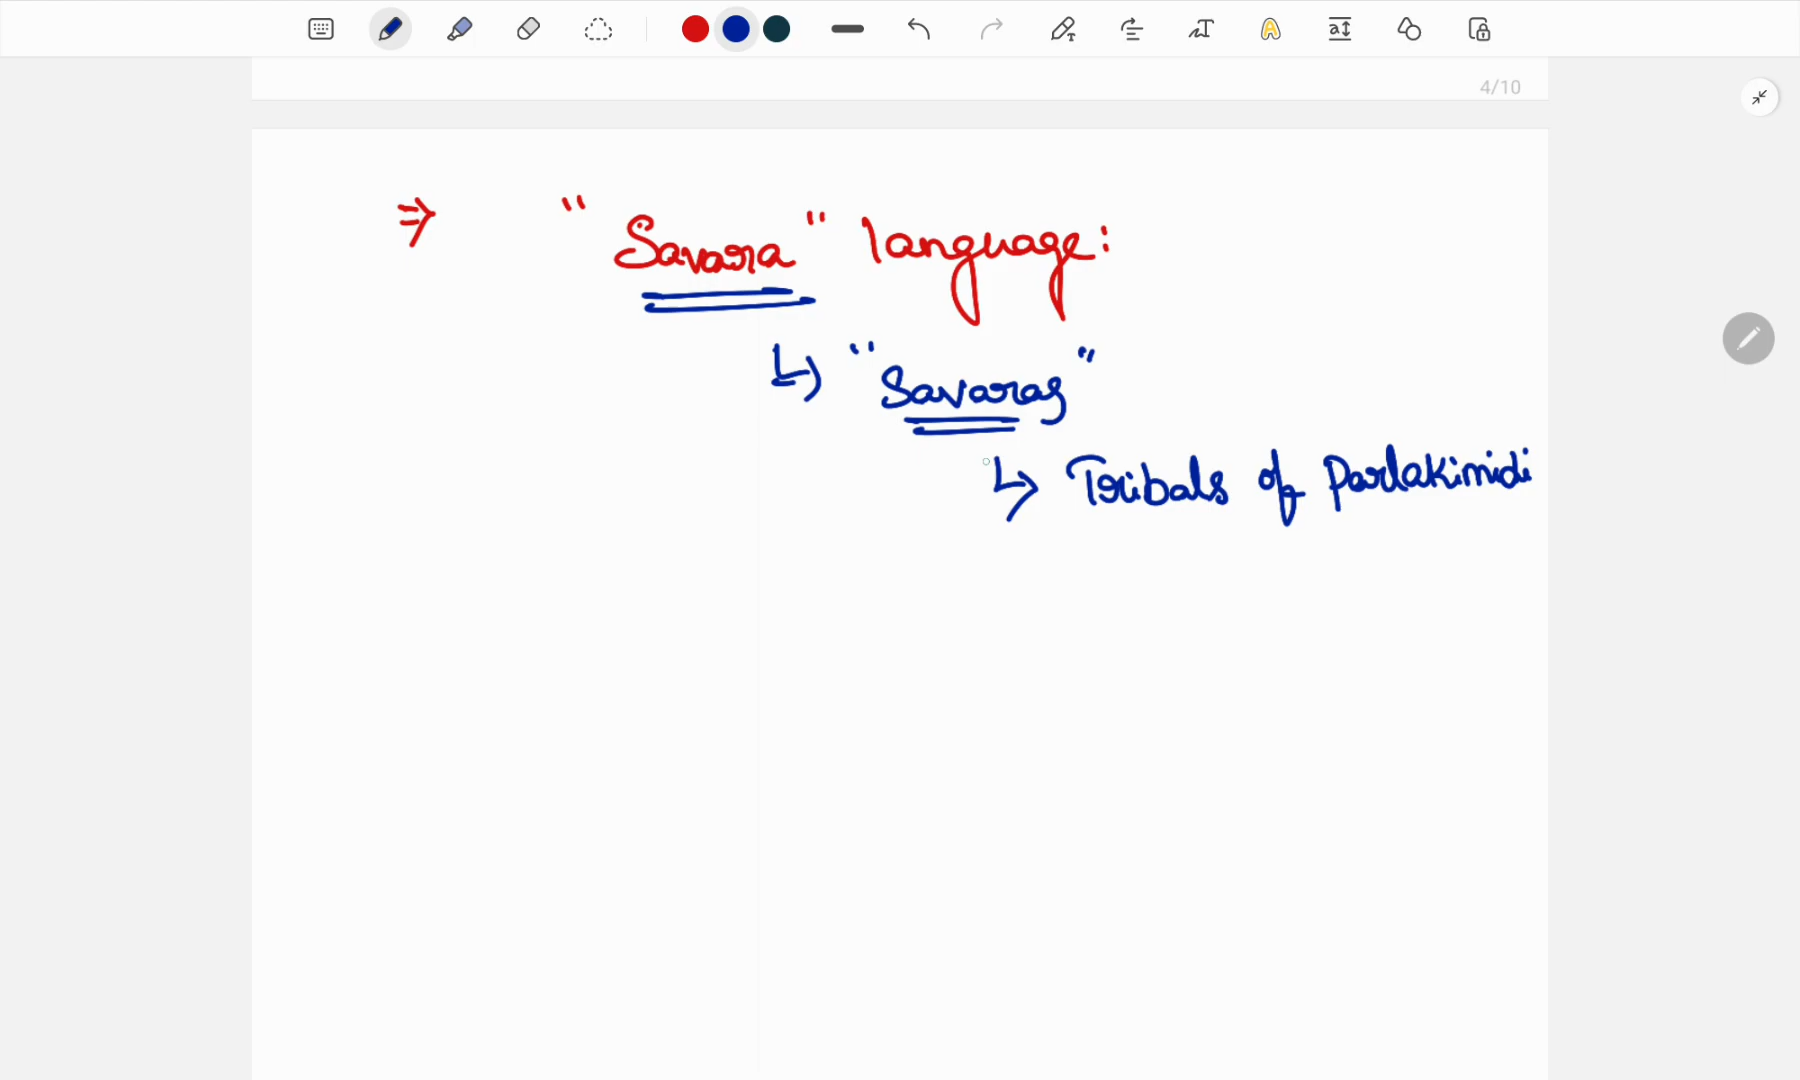 4/10
⇒ "Savara" language:
↳ "Savaras"
↳ Tribals of Parlakimidi